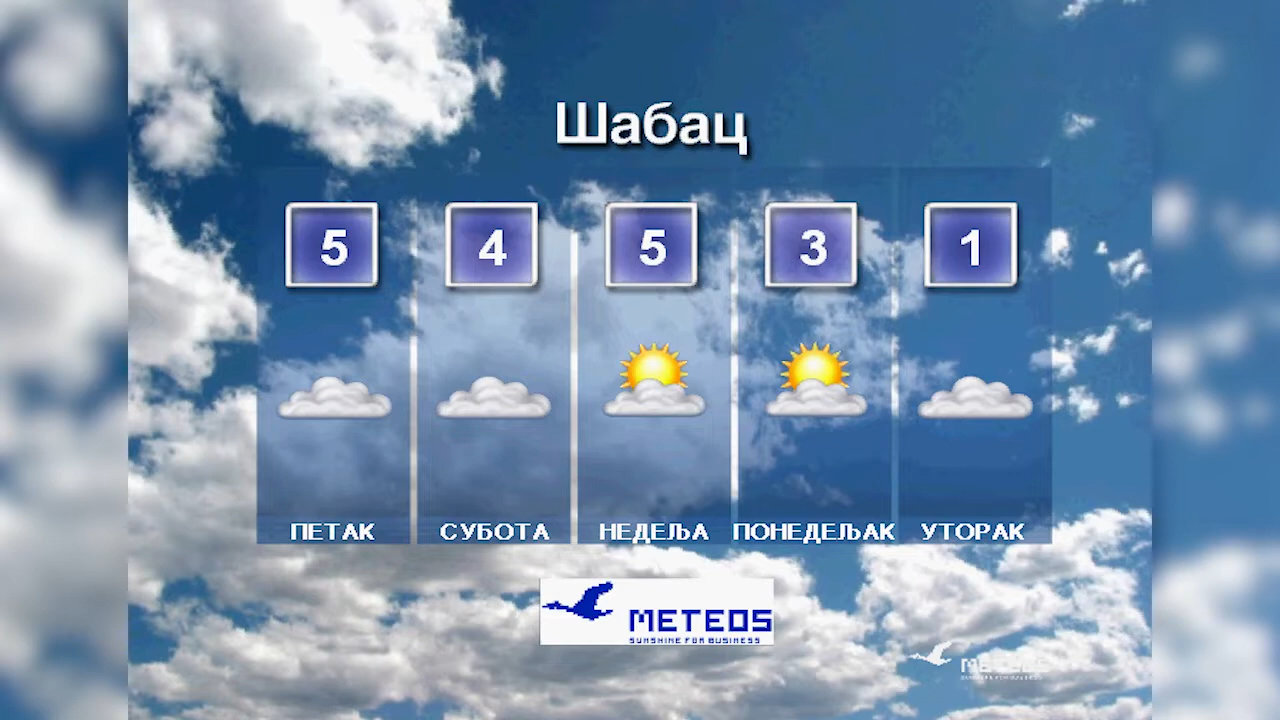 Шабац
5 4 5 3 1
ПЕТАК СУБОТА НЕДЕЉА ПОНЕДЕЉАК УТОРАК
METEOS
SUNSHINE FOR BUSINESS